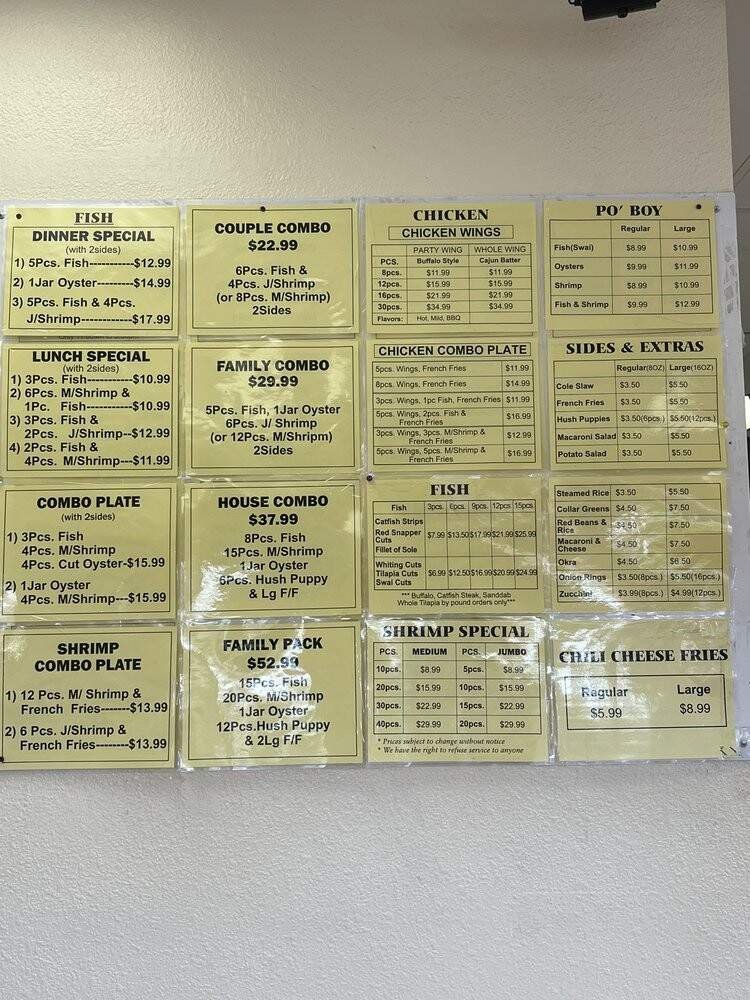 FISH
DINNER SPECIAL
(with 2sides)
1) 5Pcs. Fish-----------$12.99
2) 1Jar Oyster---------$14.99
3) 5Pcs. Fish & 4Pcs.
J/Shrimp------------$17.99
LUNCH SPECIAL
(with 2sides)
1) 3Pcs. Fish-----------$10.99
2) 6Pcs. M/Shrimp &
1Pc. Fish-----------$10.99
3) 3Pcs. Fish &
2Pcs. J/Shrimp--$12.99
4) 2Pcs. Fish &
4Pcs. M/Shrimp---$11.99
COMBO PLATE
(with 2sides)
1) 3Pcs. Fish
4Pcs. M/Shrimp
4Pcs. Cut Oyster-$15.99
2) 1Jar Oyster
4Pcs. M/Shrimp---$15.99
SHRIMP
COMBO PLATE
1) 12 Pcs. M/ Shrimp &
French Fries-------$13.99
2) 6 Pcs. J/Shrimp &
French Fries--------$13.99
COUPLE COMBO
$22.99
6Pcs. Fish &
4Pcs. J/Shrimp
(or 8Pcs. M/Shrimp)
2Sides
FAMILY COMBO
$29.99
5Pcs. Fish, 1Jar Oyster
6Pcs. J/ Shrimp
(or 12Pcs. M/Shripm)
2Sides
HOUSE COMBO
$37.99
8Pcs. Fish
15Pcs. M/Shrimp
1Jar Oyster
6Pcs. Hush Puppy
& Lg F/F
FAMILY PACK
$52.99
15Pcs. Fish
20Pcs. M/Shrimp
1Jar Oyster
12Pcs.Hush Puppy
& 2Lg F/F
CHICKEN
CHICKEN WINGS
PARTY WING WHOLE WING
PCS. Buffalo Style Cajun Batter
8pcs. $11.99 $11.99
12pcs. $15.99 $15.99
16pcs. $21.99 $21.99
30pcs. $34.99 $34.99
Flavors: Hot, Mild, BBQ
CHICKEN COMBO PLATE
5pcs. Wings, French Fries $11.99
8pcs. Wings, French Fries $14.99
3pcs. Wings, 1pc Fish, French Fries $11.99
5pcs. Wings, 2pcs. Fish &
French Fries $16.99
3pcs. Wings, 3pcs. M/Shrimp &
French Fries $12.99
5pcs. Wings, 5pcs. M/Shrimp &
French Fries $16.99
FISH
Fish 3pcs. 6pcs. 9pcs. 12pcs 15pcs
Catfish Strips
Red Snapper Cuts $7.99 $13.50 $17.99 $21.99 $25.99
Fillet of Sole
Whiting Cuts
Tilapia Cuts $6.99 $12.50 $16.99 $20.99 $24.99
Swai Cuts
*** Buffalo, Catfish Steak, Sanddab
Whole Tilapia by pound orders only***
SHRIMP SPECIAL
PCS. MEDIUM PCS. JUMBO
10pcs. $8.99 5pcs. $8.99
20pcs. $15.99 10pcs. $15.99
30pcs. $22.99 15pcs. $22.99
40pcs. $29.99 20pcs. $29.99
* Prices subject to change without notice
* We have the right to refuse service to anyone
PO' BOY
Regular Large
Fish(Swai) $8.99 $10.99
Oysters $9.99 $11.99
Shrimp $8.99 $10.99
Fish & Shrimp $9.99 $12.99
SIDES & EXTRAS
Regular(8OZ) Large(16OZ)
Cole Slaw $3.50 $5.50
French Fries $3.50 $5.50
Hush Puppies $3.50(6pcs.) $5.50(12pcs.)
Macaroni Salad $3.50 $5.50
Potato Salad $3.50 $5.50
Steamed Rice $3.50 $5.50
Collar Greens $4.50 $7.50
Red Beans &
Rice $4.50 $7.50
Macaroni &
Cheese $4.50 $7.50
Okra $4.50 $6.50
Onion Rings $3.50(8pcs.) $5.50(16pcs.)
Zucchini $3.99(8pcs.) $4.99(12pcs.)
CHILI CHEESE FRIES
Regular Large
$5.99 $8.99